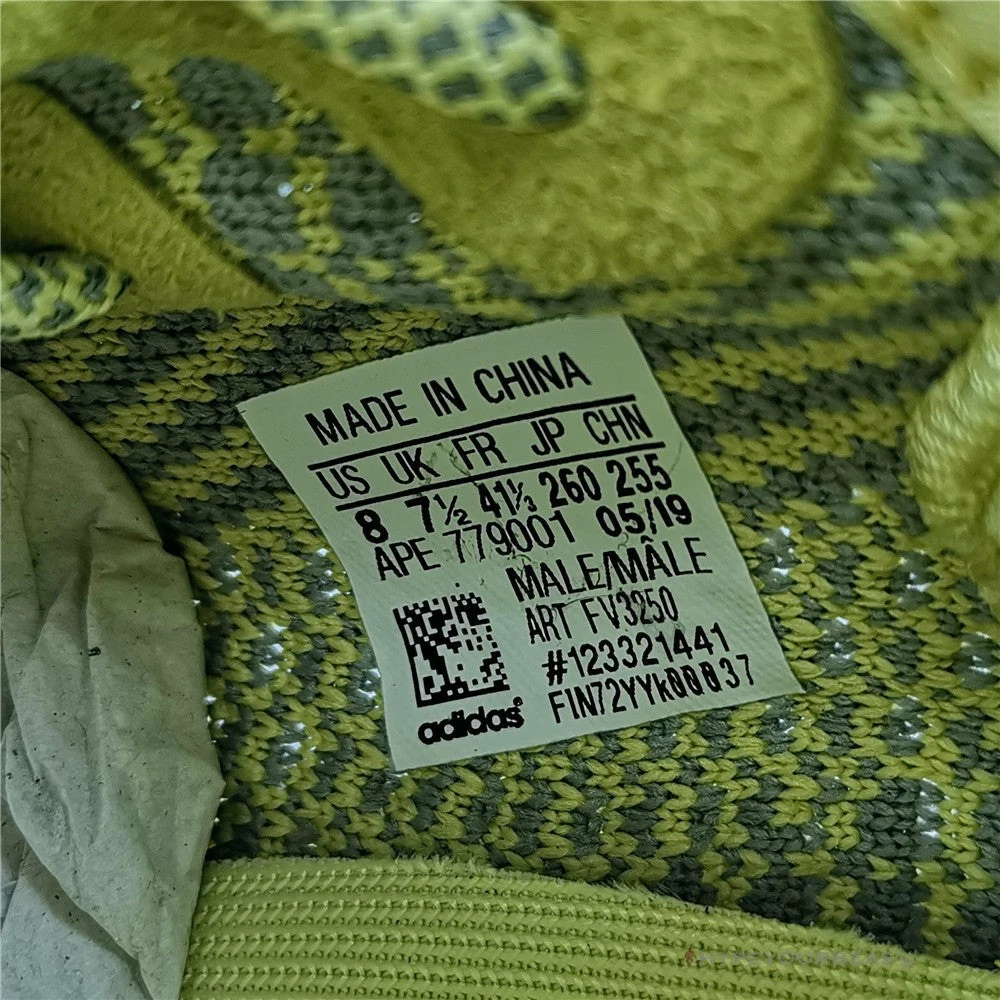 MADE IN CHINA
US UK FR JP CHN
8 7½ 41⅓ 260 255
APE 779001 05/19
MALE/MÂLE
ART FV3250
#123321441
FIN72YYK000037
adidas®